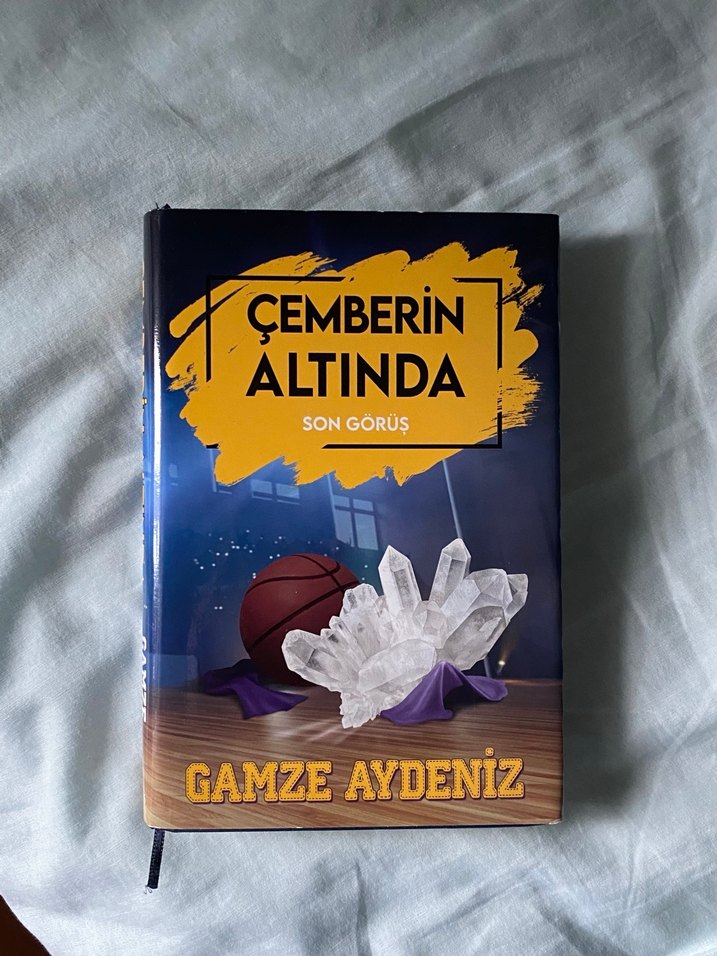 ÇEMBERİN
ALTINDA
SON GÖRÜŞ
GAMZE AYDENİZ